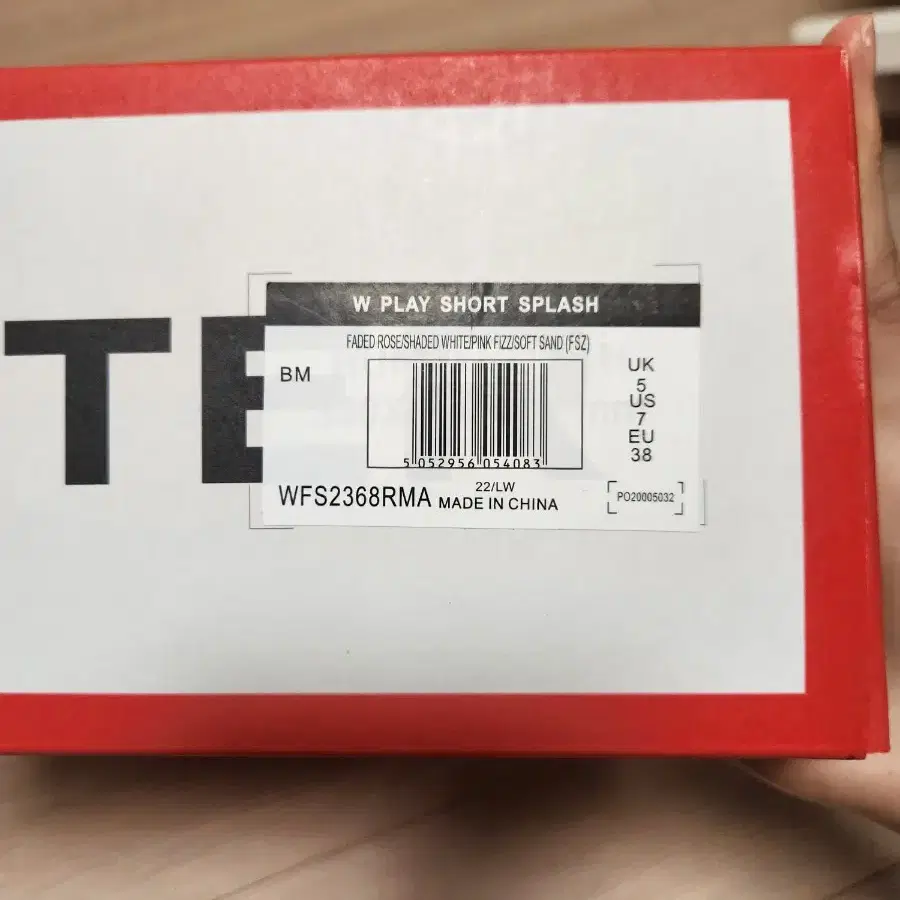 TE
W PLAY SHORT SPLASH
FADED ROSE/SHADED WHITE/PINK FIZZ/SOFT SAND (FSZ)
BM
5 052956 054083
UK
5
US
7
EU
38
WFS2368RMA
22/LW
MADE IN CHINA
PO20005032